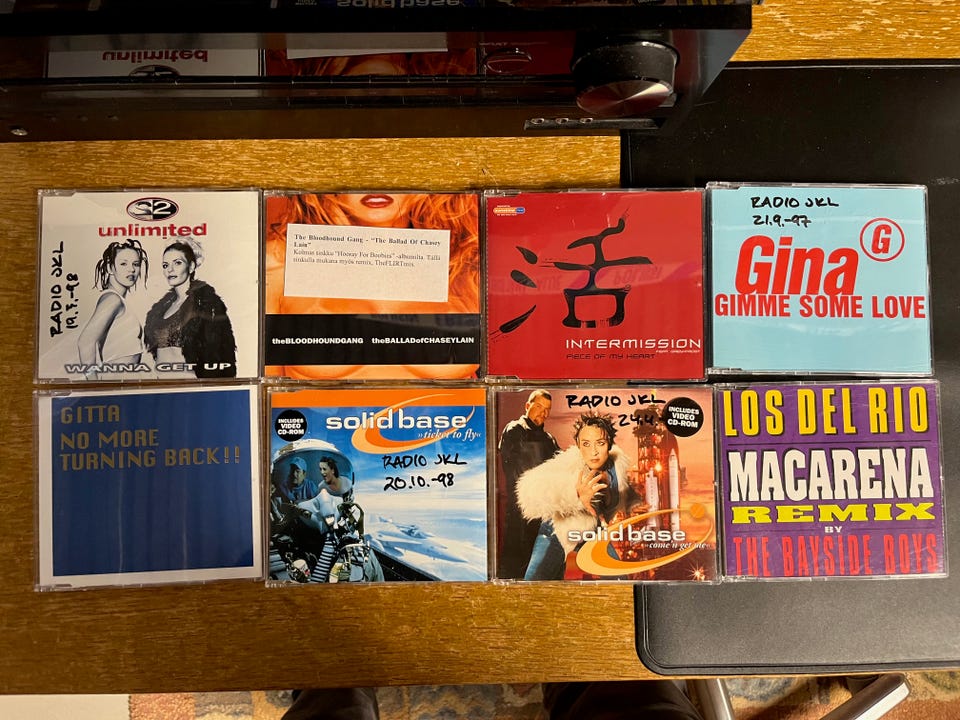 solid base
unlimited
2
unlimited
RADIO JKL
19.7.-98
WANNA GET UP
The Bloodhound Gang - "The Ballad Of Chasey
Lain"
Kolmas sinkku "Hooray For Boobies" -albumilta. Tällä
sinkulla mukana myös remix, TheFLIRTmix.
theBLOODHOUNDGANG theBALLADofCHASEYLAIN
活
INTERMISSION
PIECE OF MY HEART
RADIO JKL
21.9.-97
Gina G
GIMME SOME LOVE
GITTA
NO MORE
TURNING BACK!!
INCLUDES
VIDEO
CD-ROM
solid base
»ticket to fly«
RADIO JKL
20.10.-98
RADIO JKL
INCLUDES
VIDEO
CD-ROM
solid base
»come'n get me«
LOS DEL RIO
MACARENA
REMIX
BY
THE BAYSIDE BOYS